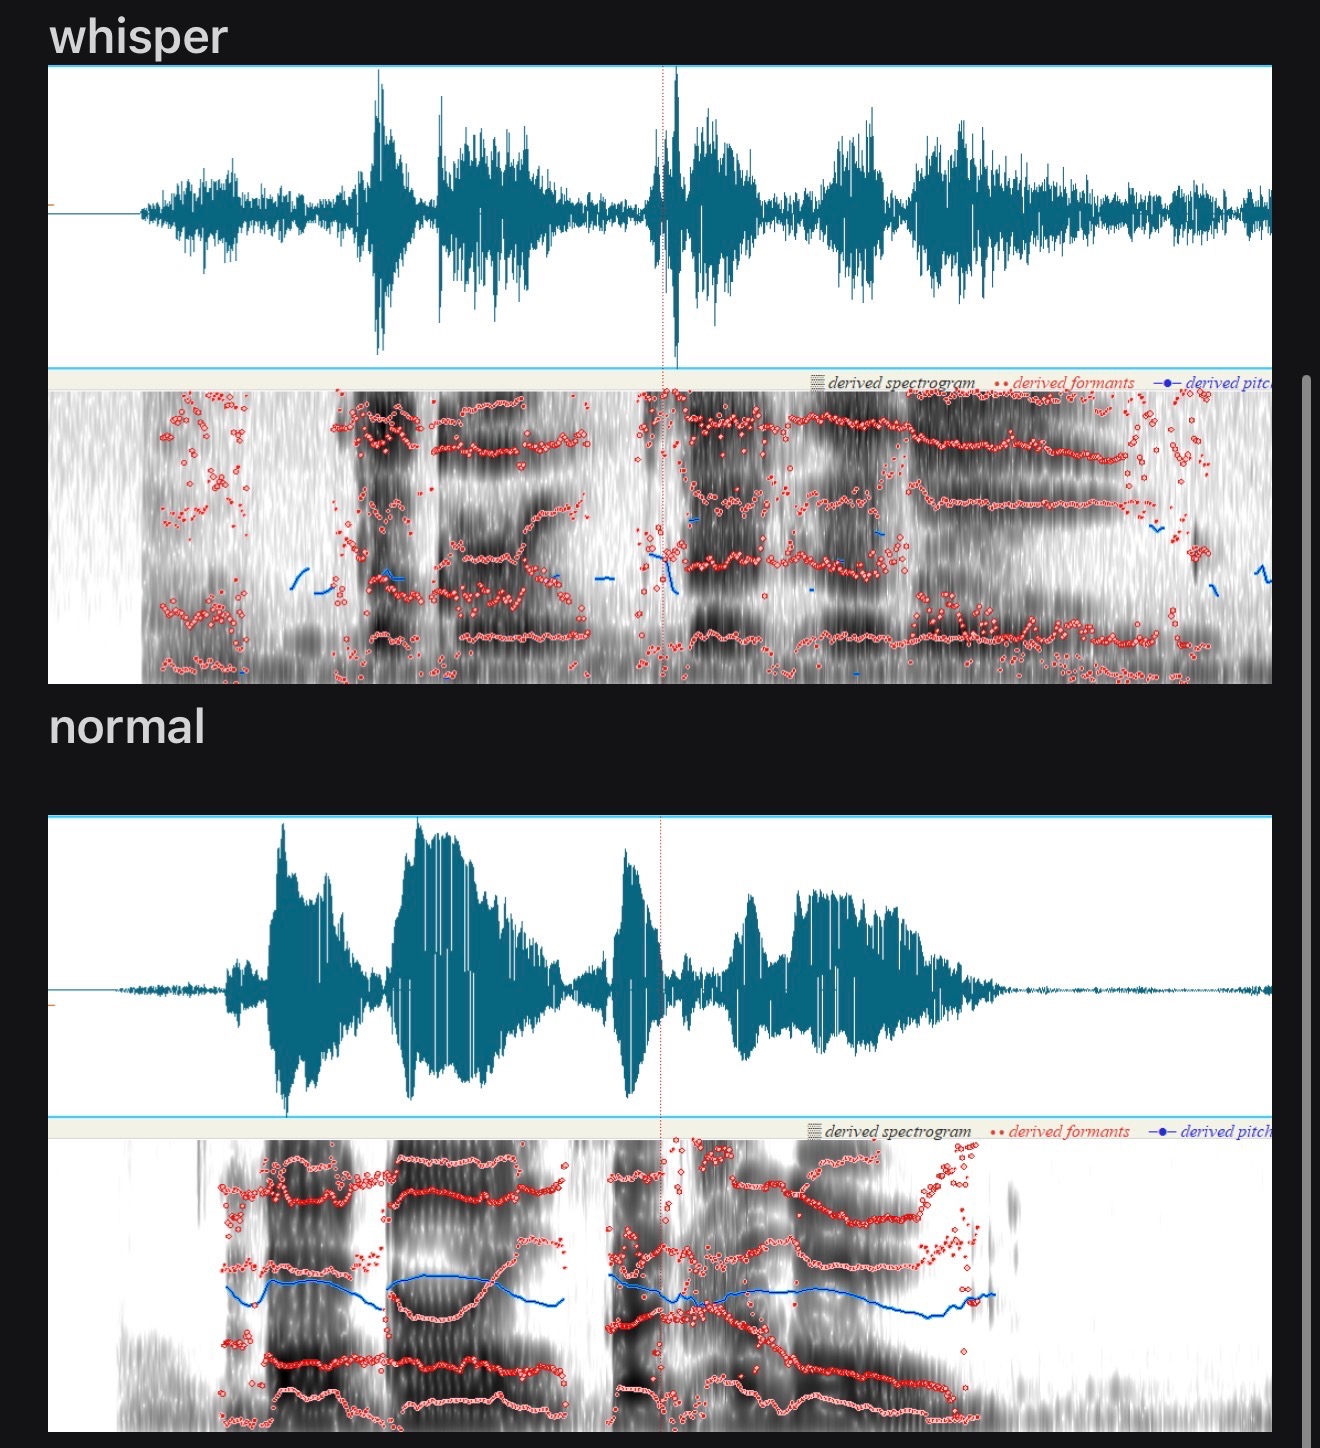 whisper
derived spectrogram derived formants derived pitc
normal
derived spectrogram derived formants derived pitch